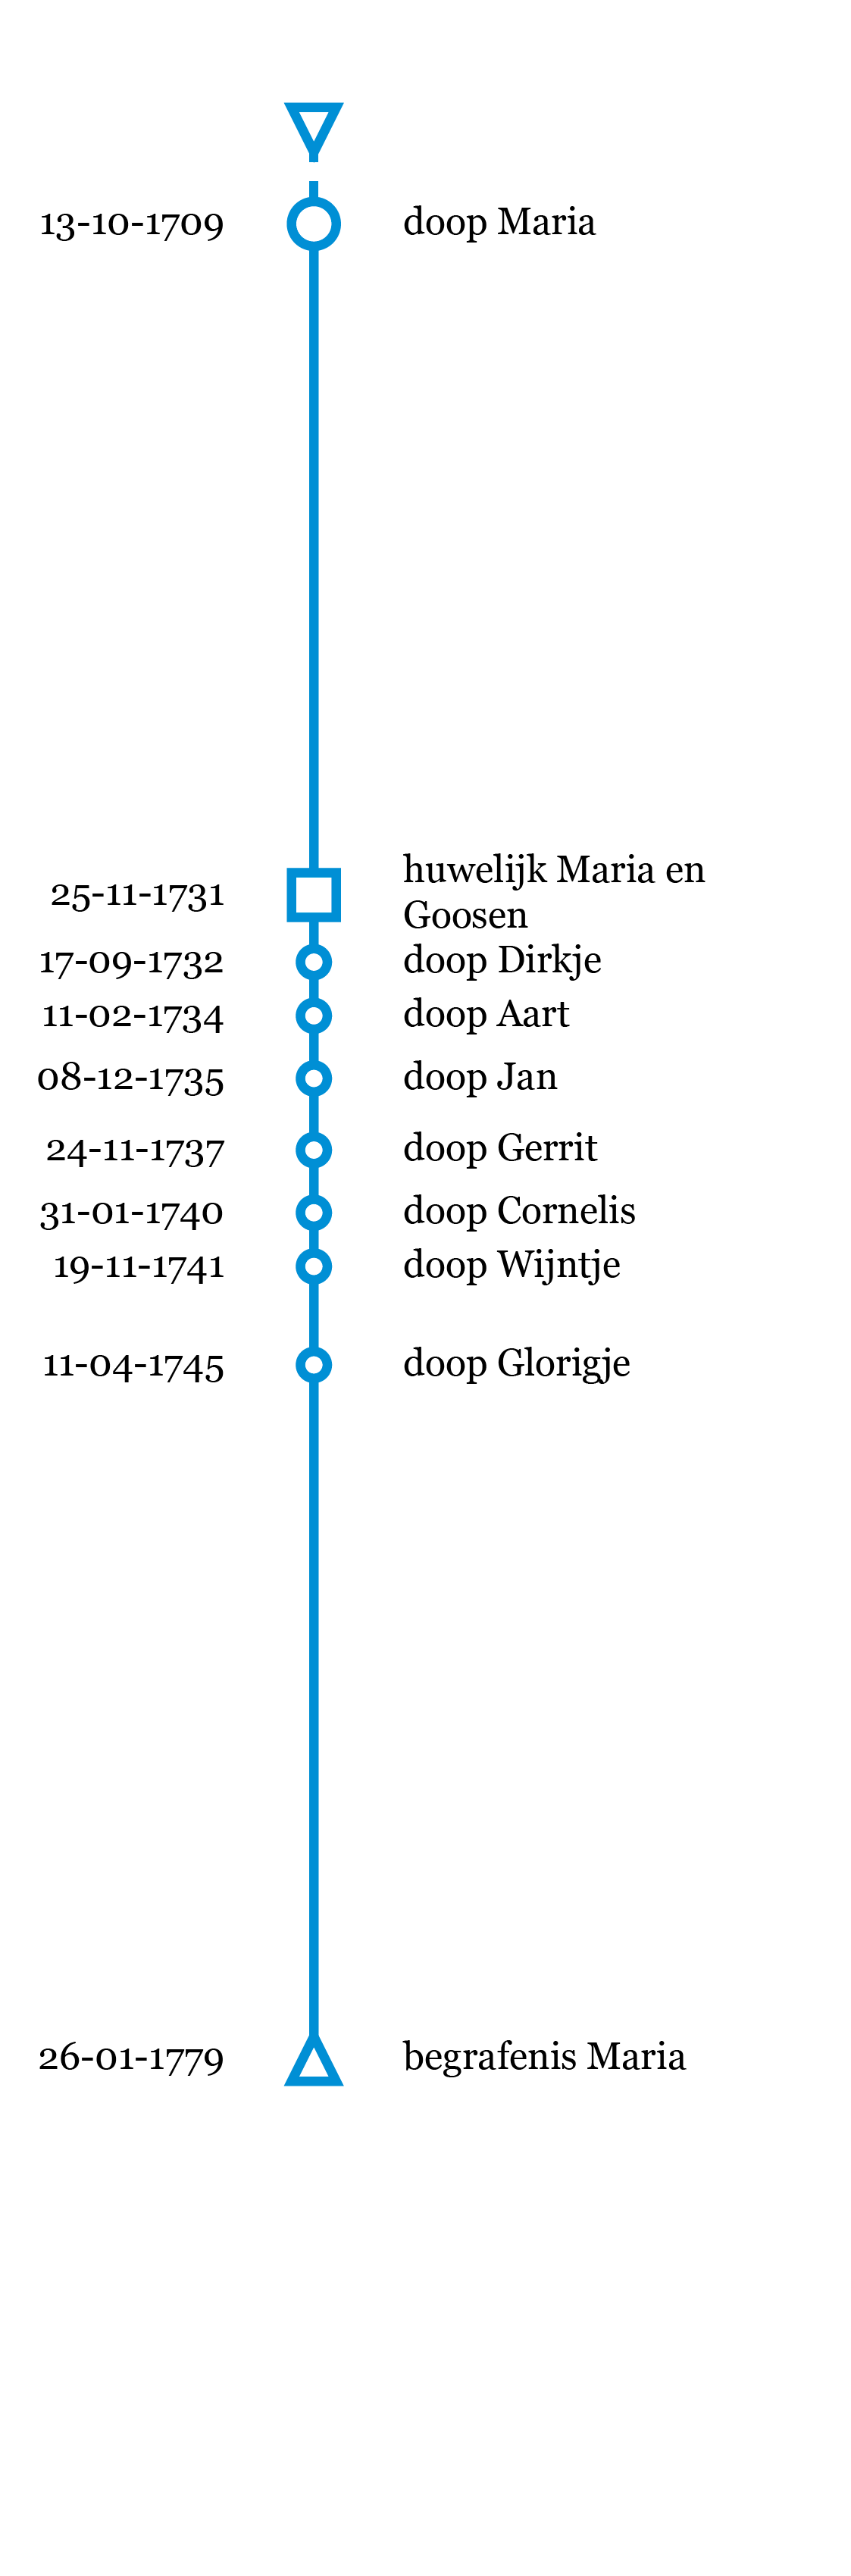 13-10-1709 doop Maria
25-11-1731 huwelijk Maria en
Goosen
17-09-1732 doop Dirkje
11-02-1734 doop Aart
08-12-1735 doop Jan
24-11-1737 doop Gerrit
31-01-1740 doop Cornelis
19-11-1741 doop Wijntje
11-04-1745 doop Glorigje
26-01-1779 begrafenis Maria